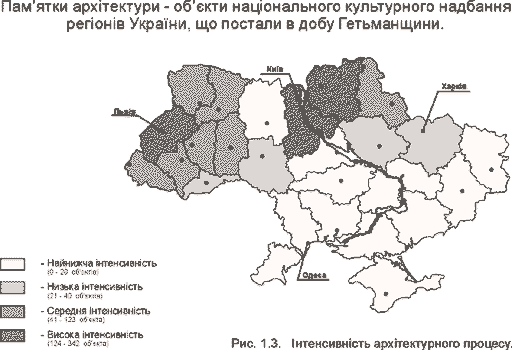 Пам'ятки архітектури - об'єкти національного культурного надбання
регіонів України, що постали в добу Гетьманщини.
Київ
Харків
Львів
Одеса
- Найнижча інтенсивність
(0 - 20 об'єктів)
- Низька інтенсивність
(21 - 40 об'єктів)
- Середня інтенсивність
(41 - 123 об'єкта)
- Висока інтенсивність
(124 - 342 об'єкта)
Рис. 1.3. Інтенсивність архітектурного процесу.